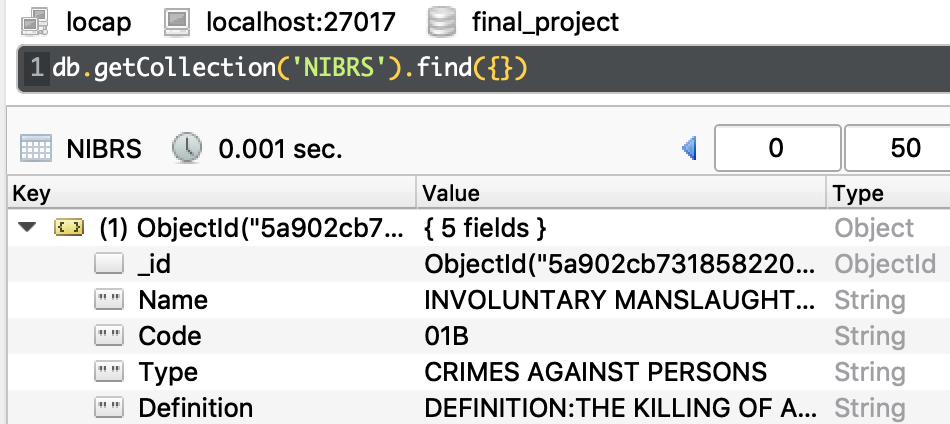 locap localhost:27017 final_project
1 db.getCollection('NIBRS').find({})
NIBRS 0.001 sec. 0 50
Key Value Type
(1) ObjectId("5a902cb7... { 5 fields } Object
_id ObjectId("5a902cb731858220... ObjectId
" " Name INVOLUNTARY MANSLAUGHT... String
" " Code 01B String
" " Type CRIMES AGAINST PERSONS String
" " Definition DEFINITION:THE KILLING OF A... String